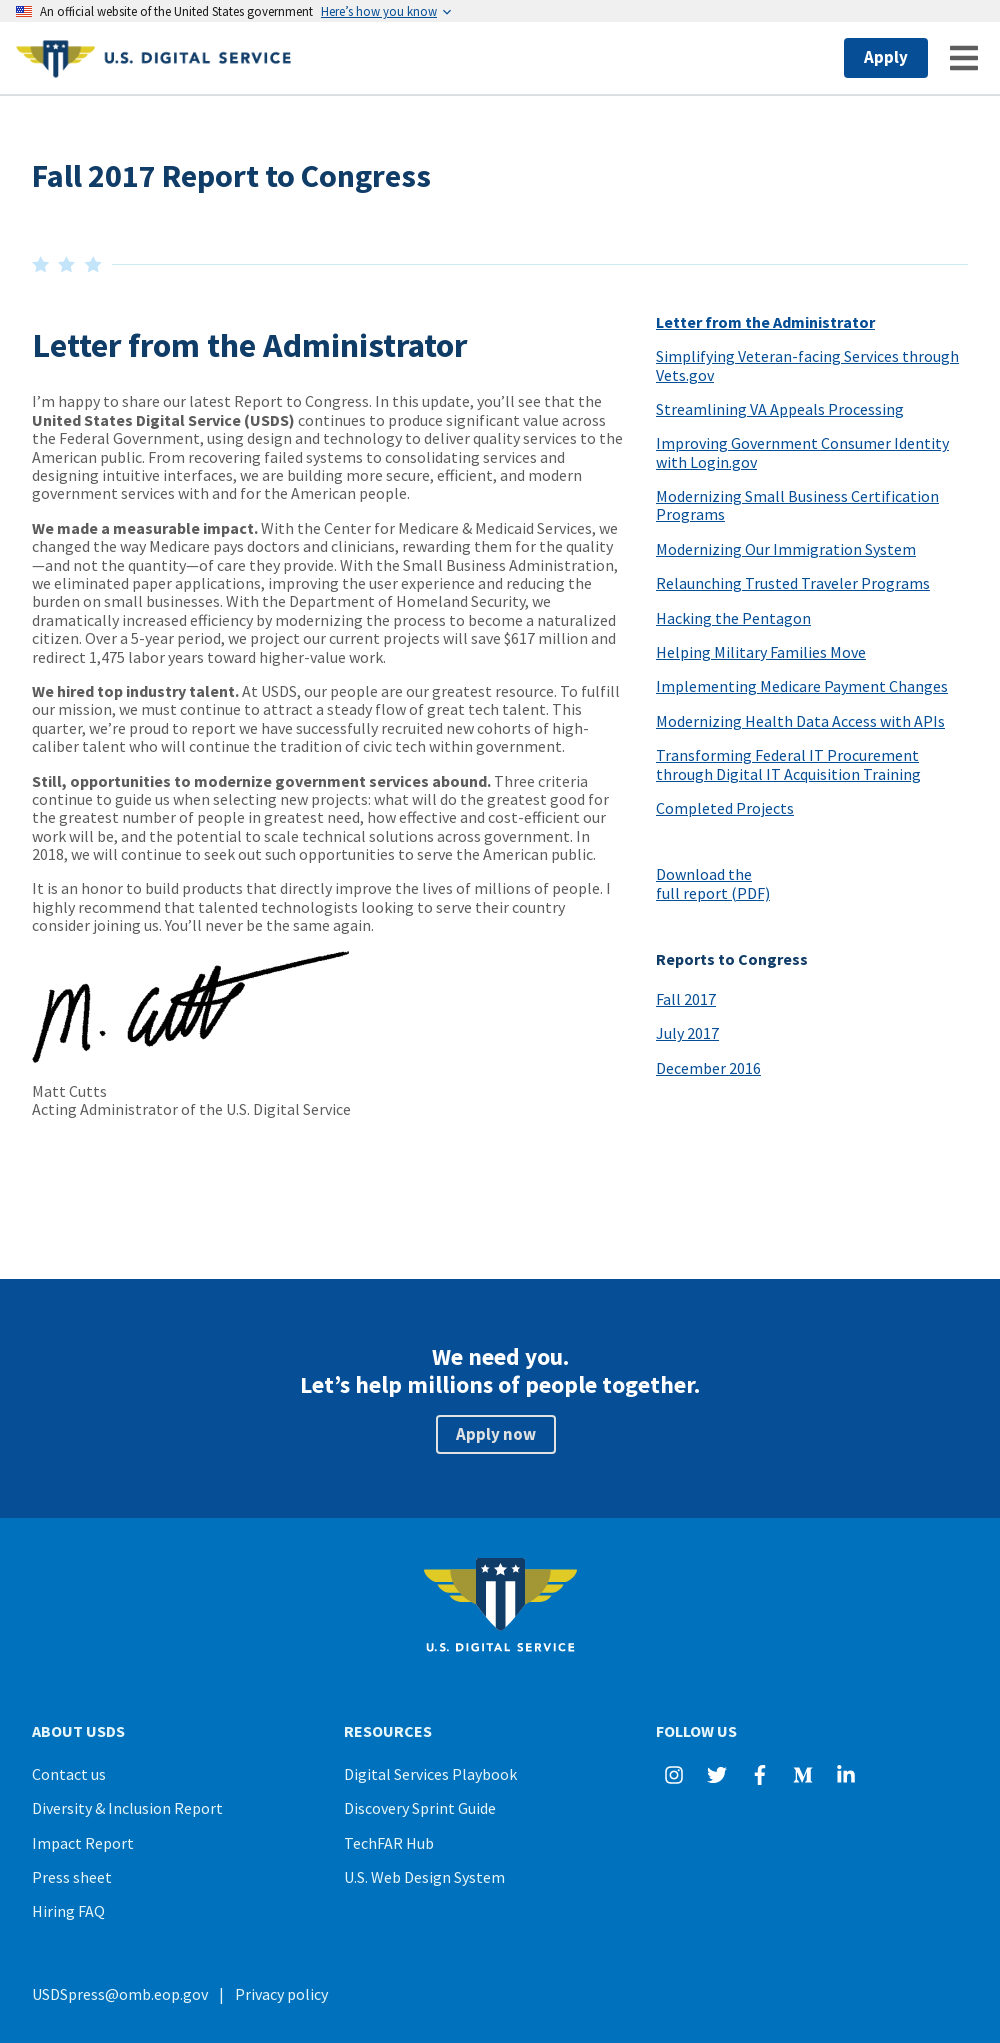 An official website of the United States government Here’s how you know
U.S. DIGITAL SERVICE
Apply
Fall 2017 Report to Congress
Letter from the Administrator
I’m happy to share our latest Report to Congress. In this update, you’ll see that the
United States Digital Service (USDS) continues to produce significant value across
the Federal Government, using design and technology to deliver quality services to the
American public. From recovering failed systems to consolidating services and
designing intuitive interfaces, we are building more secure, efficient, and modern
government services with and for the American people.
We made a measurable impact. With the Center for Medicare & Medicaid Services, we
changed the way Medicare pays doctors and clinicians, rewarding them for the quality
—and not the quantity—of care they provide. With the Small Business Administration,
we eliminated paper applications, improving the user experience and reducing the
burden on small businesses. With the Department of Homeland Security, we
dramatically increased efficiency by modernizing the process to become a naturalized
citizen. Over a 5-year period, we project our current projects will save $617 million and
redirect 1,475 labor years toward higher-value work.
We hired top industry talent. At USDS, our people are our greatest resource. To fulfill
our mission, we must continue to attract a steady flow of great tech talent. This
quarter, we’re proud to report we have successfully recruited new cohorts of high-
caliber talent who will continue the tradition of civic tech within government.
Still, opportunities to modernize government services abound. Three criteria
continue to guide us when selecting new projects: what will do the greatest good for
the greatest number of people in greatest need, how effective and cost-efficient our
work will be, and the potential to scale technical solutions across government. In
2018, we will continue to seek out such opportunities to serve the American public.
It is an honor to build products that directly improve the lives of millions of people. I
highly recommend that talented technologists looking to serve their country
consider joining us. You’ll never be the same again.
M. Cutts
Matt Cutts
Acting Administrator of the U.S. Digital Service
Letter from the Administrator
Simplifying Veteran-facing Services through
Vets.gov
Streamlining VA Appeals Processing
Improving Government Consumer Identity
with Login.gov
Modernizing Small Business Certification
Programs
Modernizing Our Immigration System
Relaunching Trusted Traveler Programs
Hacking the Pentagon
Helping Military Families Move
Implementing Medicare Payment Changes
Modernizing Health Data Access with APIs
Transforming Federal IT Procurement
through Digital IT Acquisition Training
Completed Projects
Download the
full report (PDF)
Reports to Congress
Fall 2017
July 2017
December 2016
We need you.
Let’s help millions of people together.
Apply now
U.S. DIGITAL SERVICE
ABOUT USDS
Contact us
Diversity & Inclusion Report
Impact Report
Press sheet
Hiring FAQ
RESOURCES
Digital Services Playbook
Discovery Sprint Guide
TechFAR Hub
U.S. Web Design System
FOLLOW US
USDSpress@omb.eop.gov | Privacy policy